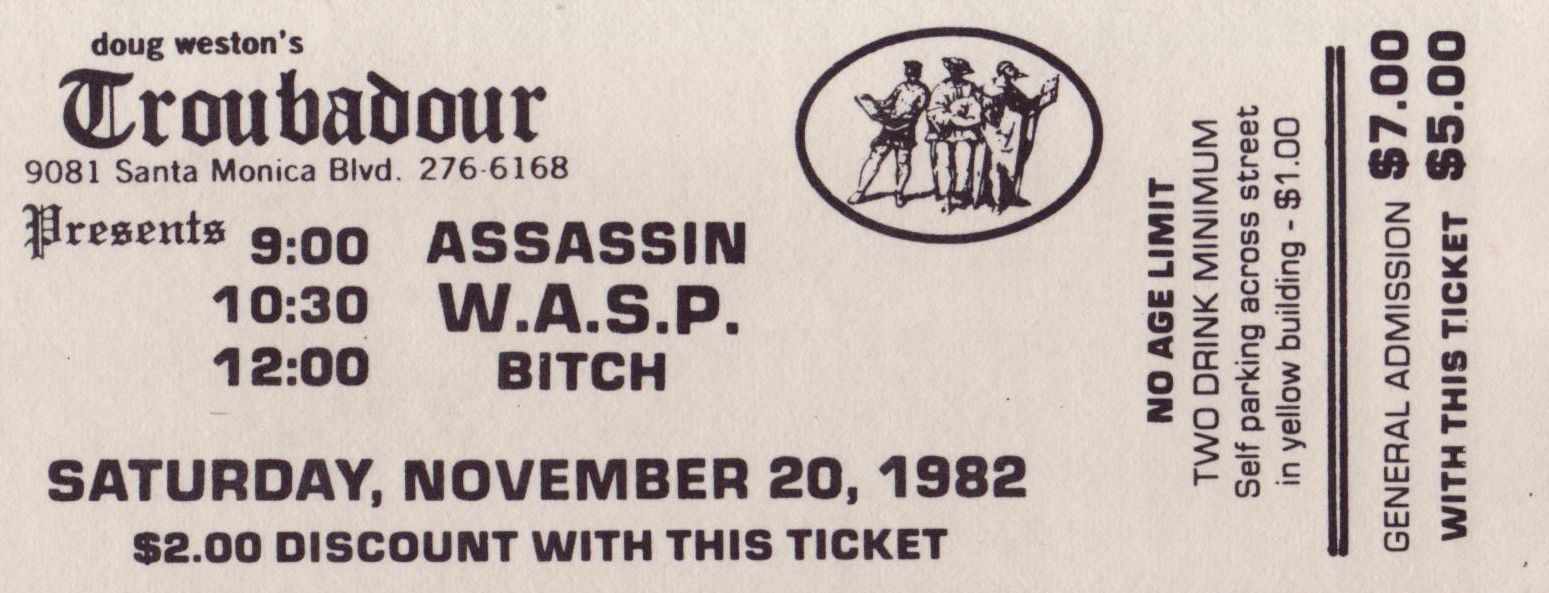 doug weston's
Troubadour
9081 Santa Monica Blvd. 276-6168
Presents
9:00 ASSASSIN
10:30 W.A.S.P.
12:00 BITCH
SATURDAY, NOVEMBER 20, 1982
$2.00 DISCOUNT WITH THIS TICKET
NO AGE LIMIT
TWO DRINK MINIMUM
Self parking across street
in yellow building - $1.00
GENERAL ADMISSION $7.00
WITH THIS TICKET $5.00